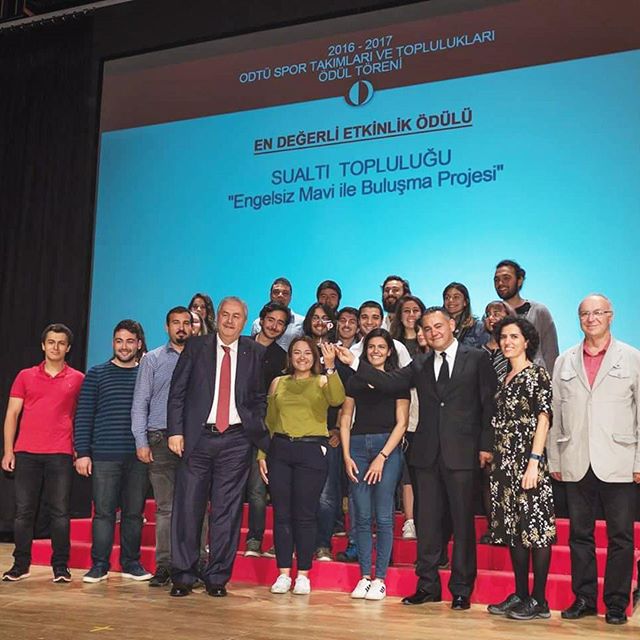 2016 - 2017
ODTÜ SPOR TAKIMLARI VE TOPLULUKLARI
ÖDÜL TÖRENİ
EN DEĞERLİ ETKİNLİK ÖDÜLÜ
SUALTI TOPLULUĞU
"Engelsiz Mavi ile Buluşma Projesi"